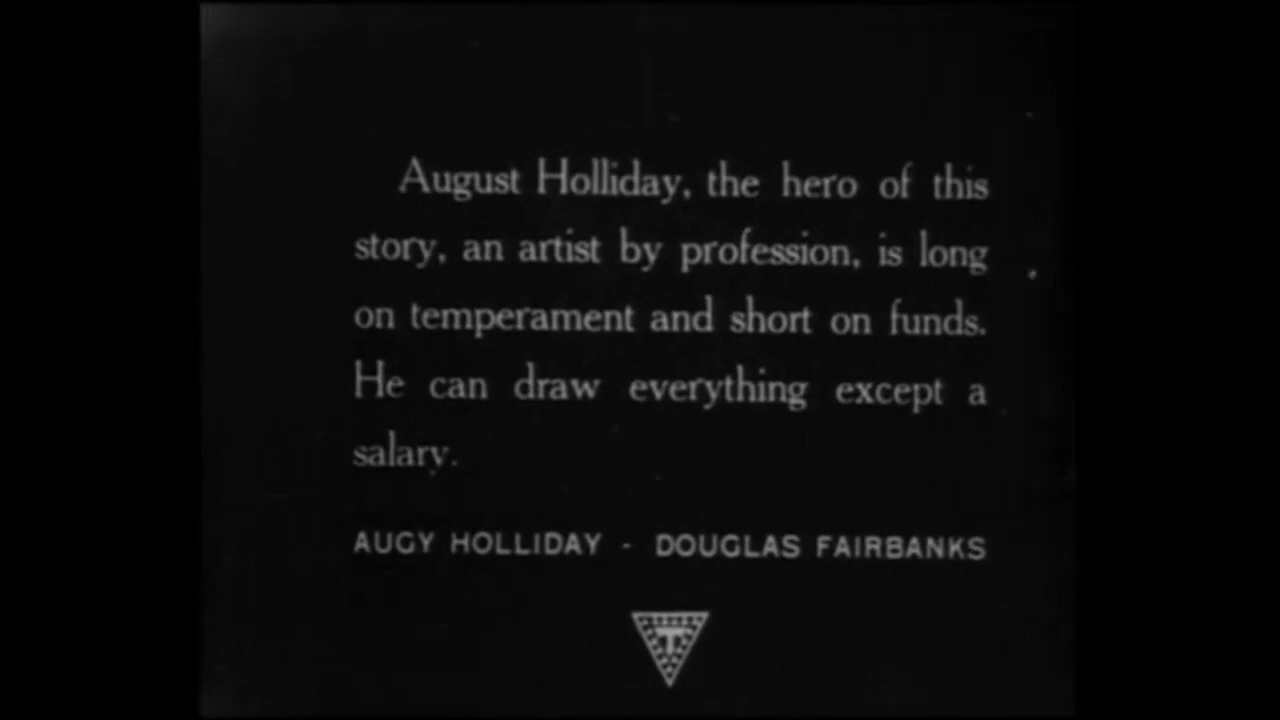 August Holliday, the hero of this
story, an artist by profession, is long
on temperament and short on funds.
He can draw everything except a
salary.
AUGY HOLLIDAY - DOUGLAS FAIRBANKS
T